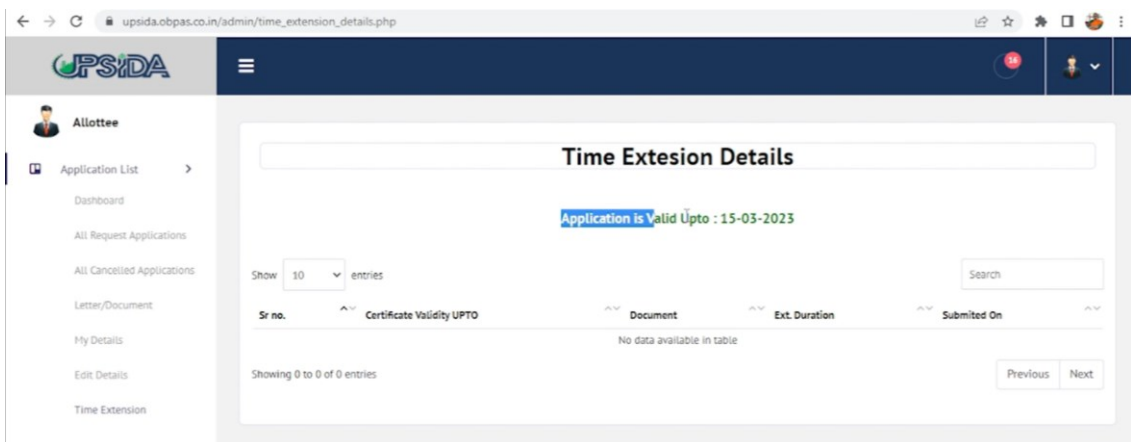 upsida.obpas.co.in/admin/time_extension_details.php
UPSIDA
16
Allottee
Application List
Dashboard
All Request Applications
All Cancelled Applications
Letter/Document
My Details
Edit Details
Time Extension
Time Extesion Details
Application is Valid Upto : 15-03-2023
Show 10 entries
Search
Sr no. Certificate Validity UPTO Document Ext. Duration Submited On
No data available in table
Showing 0 to 0 of 0 entries
Previous Next